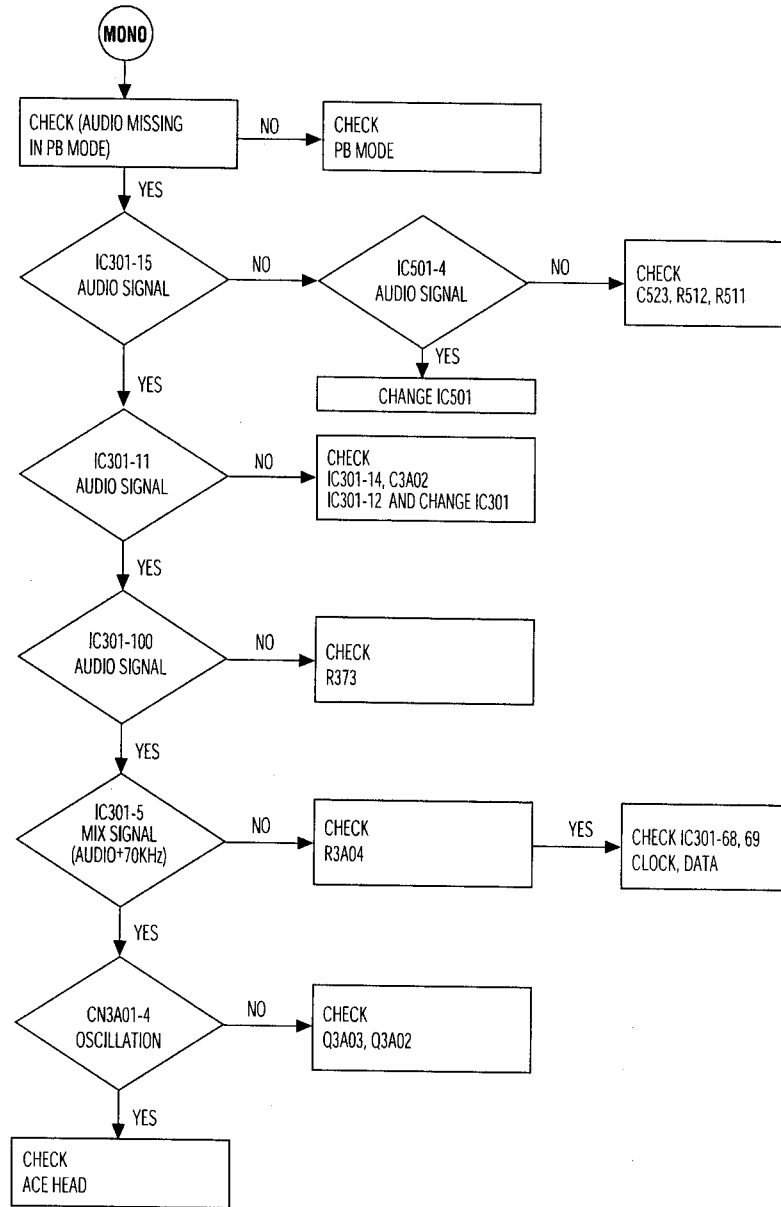 MONO
CHECK (AUDIO MISSING
IN PB MODE)
NO
CHECK
PB MODE
YES
IC301-15
AUDIO SIGNAL
NO
IC501-4
AUDIO SIGNAL
NO
CHECK
C523, R512, R511
YES
CHANGE IC501
YES
IC301-11
AUDIO SIGNAL
NO
CHECK
IC301-14, C3A02
IC301-12 AND CHANGE IC301
YES
IC301-100
AUDIO SIGNAL
NO
CHECK
R373
YES
IC301-5
MIX SIGNAL
(AUDIO+70KHz)
NO
CHECK
R3A04
YES
CHECK IC301-68, 69
CLOCK, DATA
YES
CN3A01-4
OSCILLATION
NO
CHECK
Q3A03, Q3A02
YES
CHECK
ACE HEAD